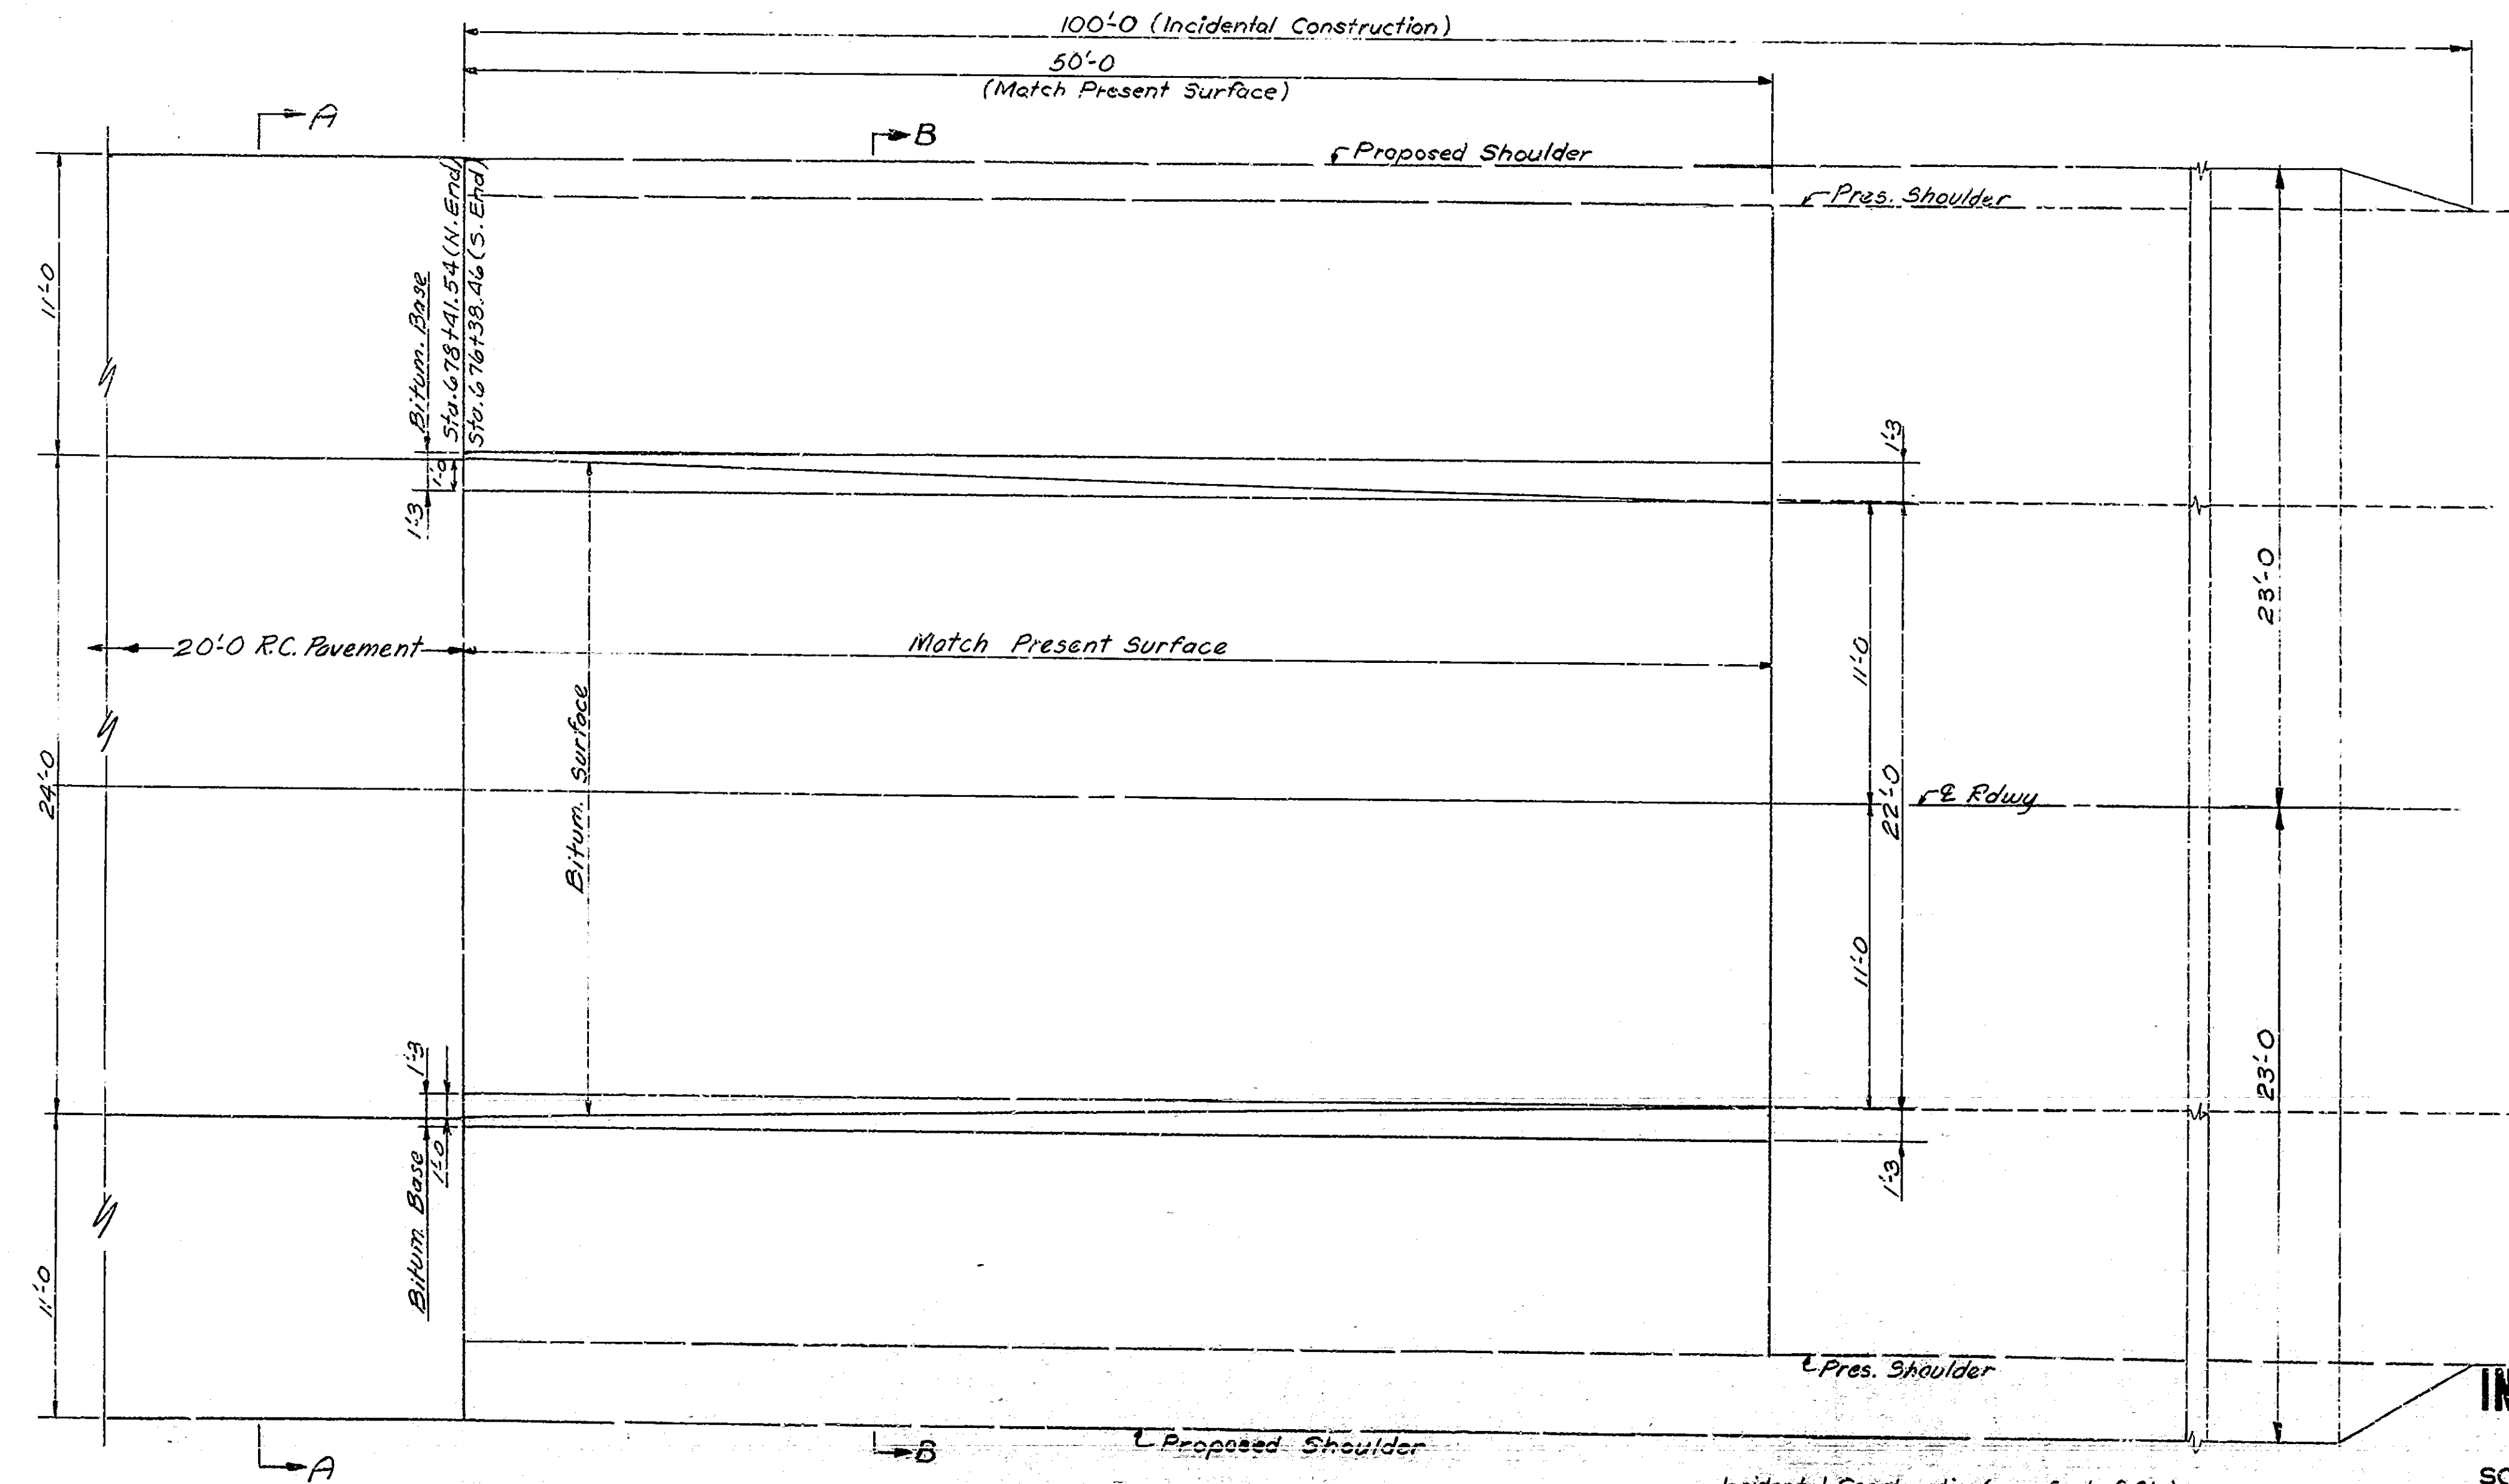 100'-0 (Incidental Construction)
50'-0
(Match Present Surface)
A
B
Proposed Shoulder
Pres. Shoulder
11'-0
Bitum. Base
Sta. 678+41.54 (N. End)
Sta. 676+38.46 (S. End)
1'-3
1'-0
1'-3
20'-0 R.C. Pavement
Match Present Surface
Bitum. Surface
11'-0
23'-0
24'-0
22'-0
℄ Rdwy
11'-0
23'-0
1'-3
1'-0
Bitum. Base
1'-3
11'-0
Pres. Shoulder
Proposed Shoulder
A
B